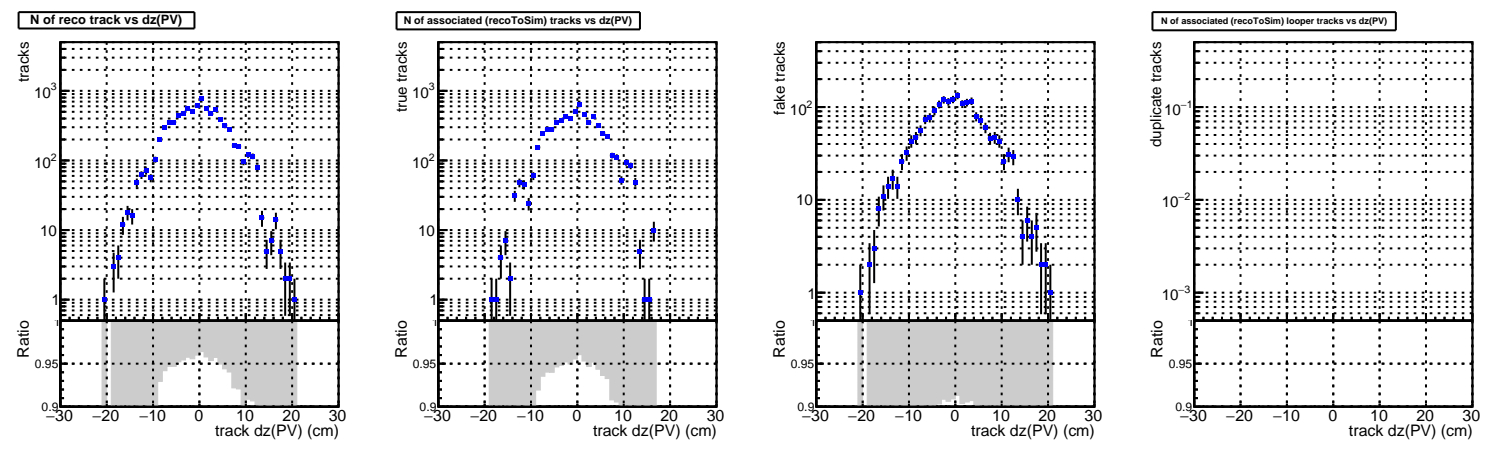 N of reco track vs dz(PV)
tracks
10³
10²
10
1
Ratio
1
0.95
0.9
−30 −20 −10 0 10 20 30
track dz(PV) (cm)
N of associated (recoToSim) tracks vs dz(PV)
true tracks
10³
10²
10
1
Ratio
1
0.95
0.9
−30 −20 −10 0 10 20 30
track dz(PV) (cm)
fake tracks
10²
10
1
Ratio
1
0.95
0.9
−30 −20 −10 0 10 20 30
track dz(PV) (cm)
N of associated (recoToSim) looper tracks vs dz(PV)
duplicate tracks
10⁻¹
10⁻²
10⁻³
Ratio
1
0.95
0.9
−30 −20 −10 0 10 20 30
track dz(PV) (cm)